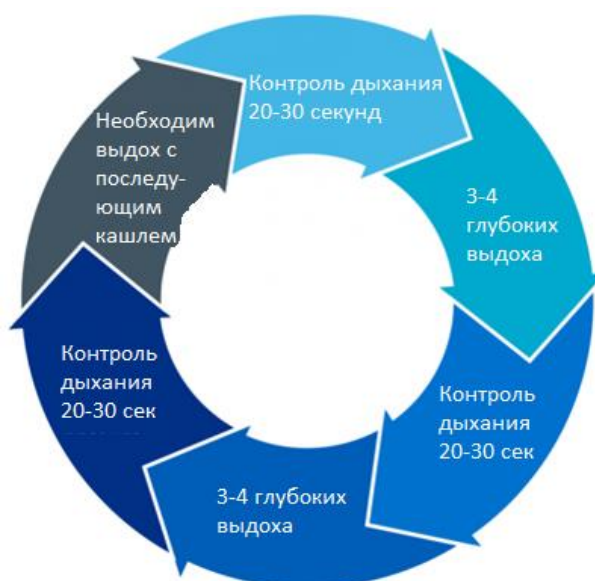 Контроль дыхания
20-30 секунд
3-4
глубоких
выдоха
Контроль
дыхания
20-30 сек
3-4 глубоких
выдоха
Контроль
дыхания
20-30 сек
Необходим
выдох с
последу-
ющим
кашлем